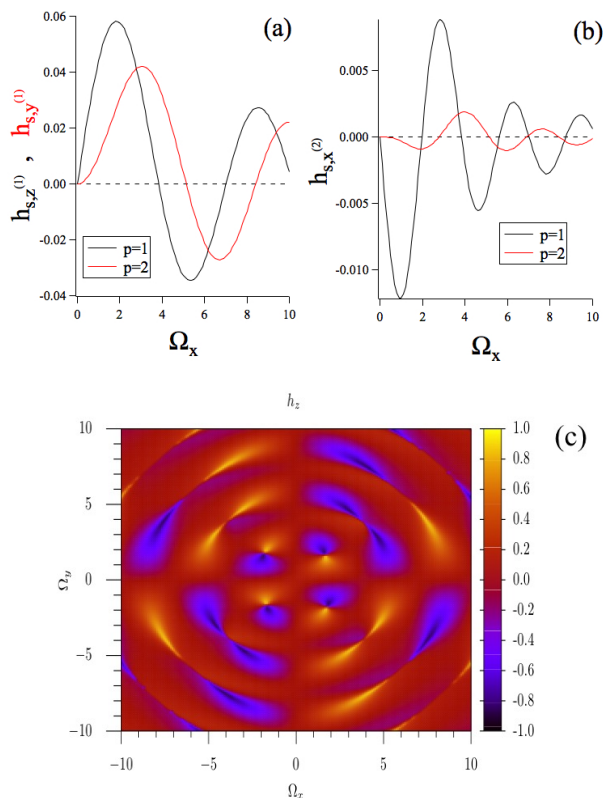 (a)
0.06
0.04
0.02
0.00
-0.02
-0.04
h_{s,z}^{(1)} , h_{s,y}^{(1)}
p=1
p=2
0 2 4 6 8 10
Ω_x
(b)
0.005
0.000
-0.005
-0.010
h_{s,x}^{(2)}
p=1
p=2
0 2 4 6 8 10
Ω_x
h_z
(c)
10
5
0
-5
-10
Ω_y
-10 -5 0 5 10
Ω_x
1.0
0.8
0.6
0.4
0.2
0.0
-0.2
-0.4
-0.6
-0.8
-1.0